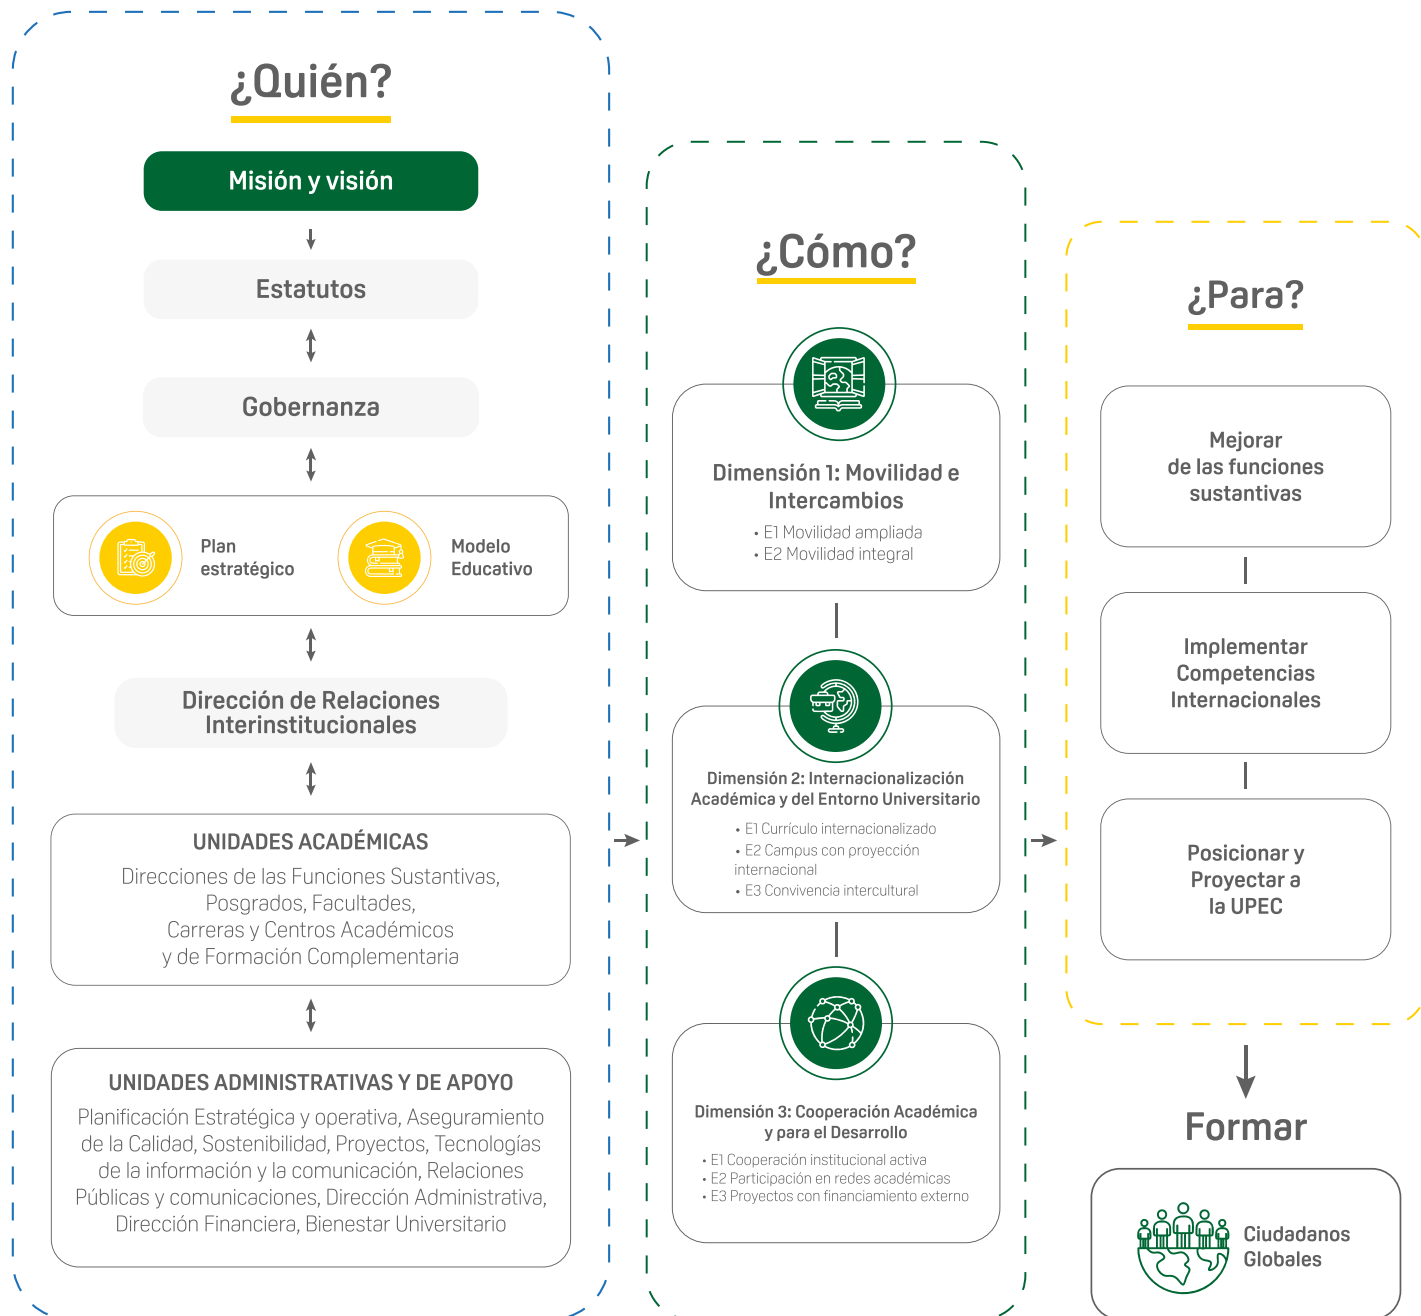 ¿Quién?
Misión y visión
Estatutos
Gobernanza
Plan
estratégico
Modelo
Educativo
Dirección de Relaciones
Interinstitucionales
UNIDADES ACADÉMICAS
Direcciones de las Funciones Sustantivas,
Posgrados, Facultades,
Carreras y Centros Académicos
y de Formación Complementaria
UNIDADES ADMINISTRATIVAS Y DE APOYO
Planificación Estratégica y operativa, Aseguramiento
de la Calidad, Sostenibilidad, Proyectos, Tecnologías
de la información y la comunicación, Relaciones
Públicas y comunicaciones, Dirección Administrativa,
Dirección Financiera, Bienestar Universitario
¿Cómo?
Dimensión 1: Movilidad e
Intercambios
• E1 Movilidad ampliada
• E2 Movilidad integral
Dimensión 2: Internacionalización
Académica y del Entorno Universitario
• E1 Currículo internacionalizado
• E2 Campus con proyección
internacional
• E3 Convivencia intercultural
Dimensión 3: Cooperación Académica
y para el Desarrollo
• E1 Cooperación institucional activa
• E2 Participación en redes académicas
• E3 Proyectos con financiamiento externo
¿Para?
Mejorar
de las funciones
sustantivas
Implementar
Competencias
Internacionales
Posicionar y
Proyectar a
la UPEC
Formar
Ciudadanos
Globales